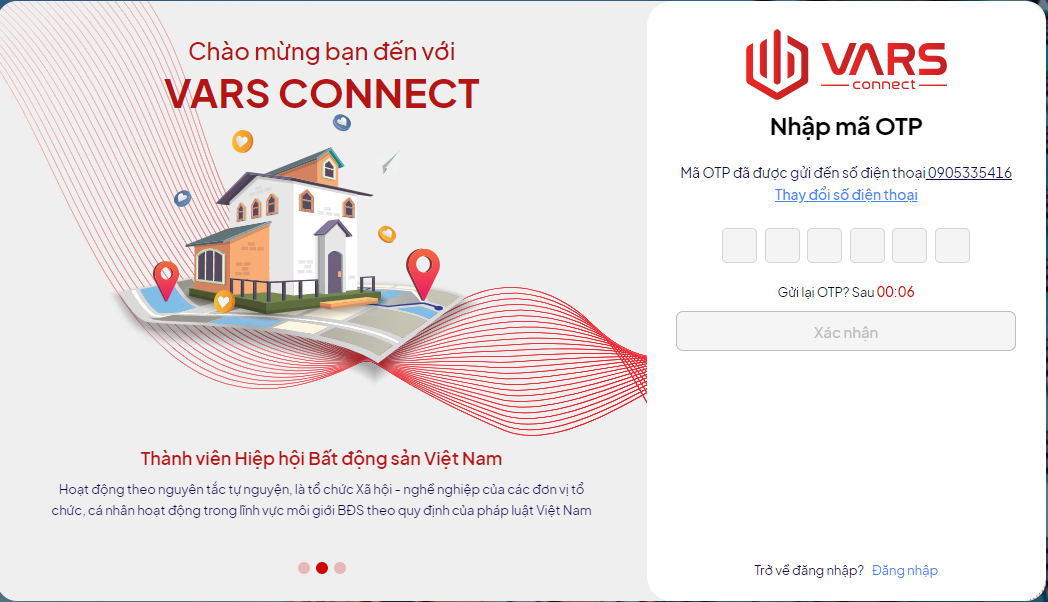 Chào mừng bạn đến với
VARS CONNECT
Thành viên Hiệp hội Bất động sản Việt Nam
Hoạt động theo nguyên tắc tự nguyện, là tổ chức Xã hội - nghề nghiệp của các đơn vị tổ
chức, cá nhân hoạt động trong lĩnh vực môi giới BĐS theo quy định của pháp luật Việt Nam
VARS
connect
Nhập mã OTP
Mã OTP đã được gửi đến số điện thoại 0905335416
Thay đổi số điện thoại
Gửi lại OTP? Sau 00:06
Xác nhận
Trở về đăng nhập? Đăng nhập